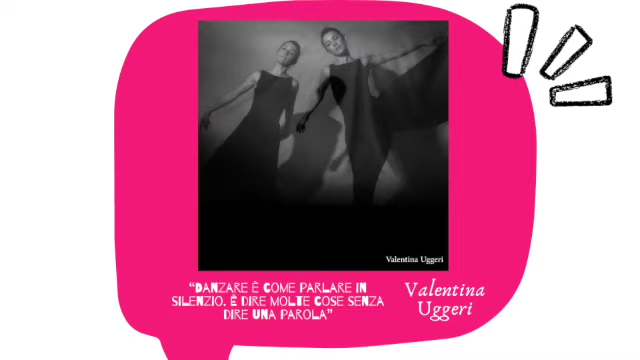 Valentina Uggeri
“DANZARE È COME PARLARE IN
SILENZIO. È DIRE MOLTE COSE SENZA
DIRE UNA PAROLA”
Valentina
Uggeri